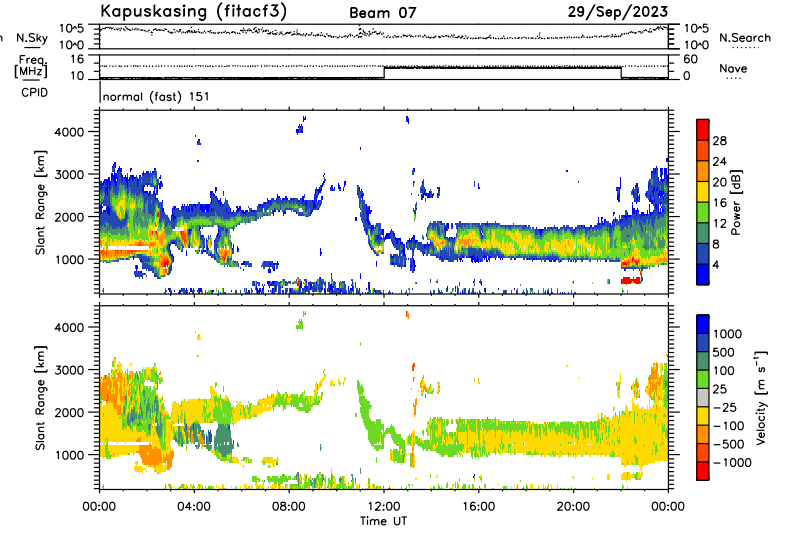 Kapuskasing (fitacf3) Beam 07 29/Sep/2023
N.Sky 10^5 10^0 10^5 10^0 N.Search
Freq. [MHz] 16 10 60 0 Nave
CPID normal (fast) 151
Slant Range [km] 4000 3000 2000 1000
Power [dB] 28 24 20 16 12 8 4
Slant Range [km] 4000 3000 2000 1000
Velocity [m s⁻¹] 1000 500 100 25 -25 -100 -500 -1000
00:00 04:00 08:00 12:00 16:00 20:00 00:00
Time UT